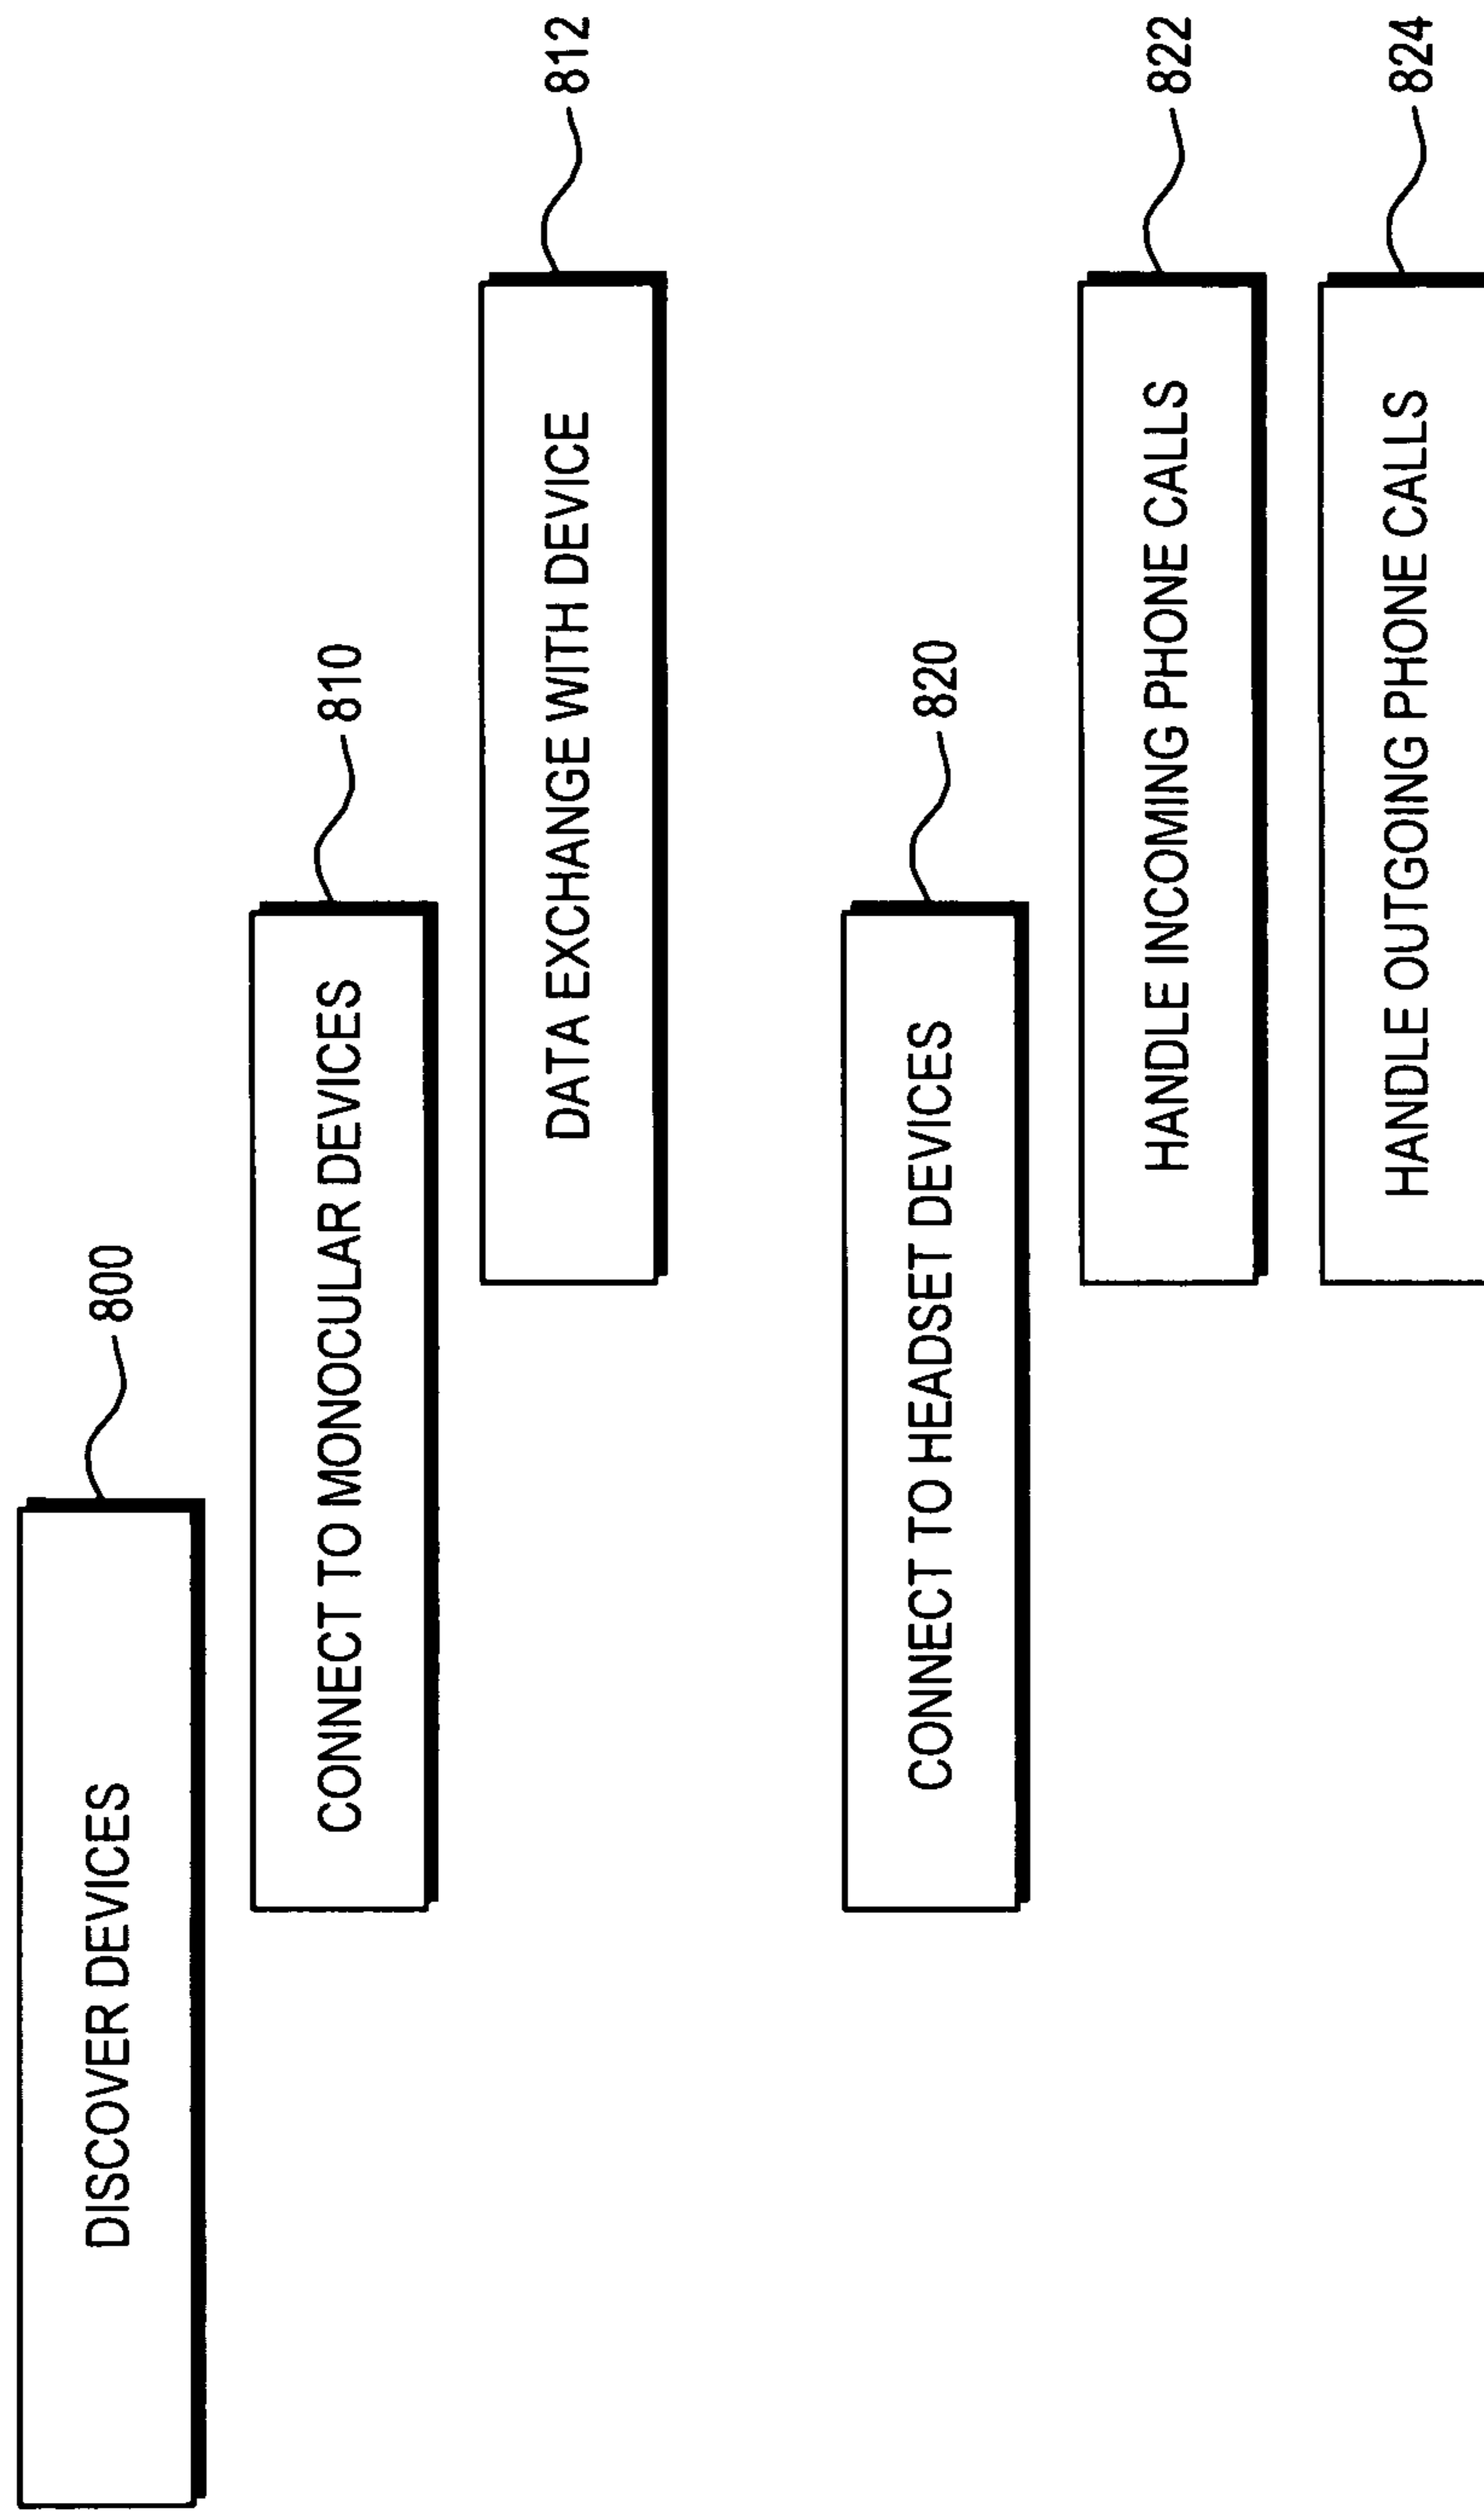 DISCOVER DEVICES
800
CONNECT TO MONOCULAR DEVICES
810
DATA EXCHANGE WITH DEVICE
812
CONNECT TO HEADSET DEVICES
820
HANDLE INCOMING PHONE CALLS
822
HANDLE OUTGOING PHONE CALLS
824